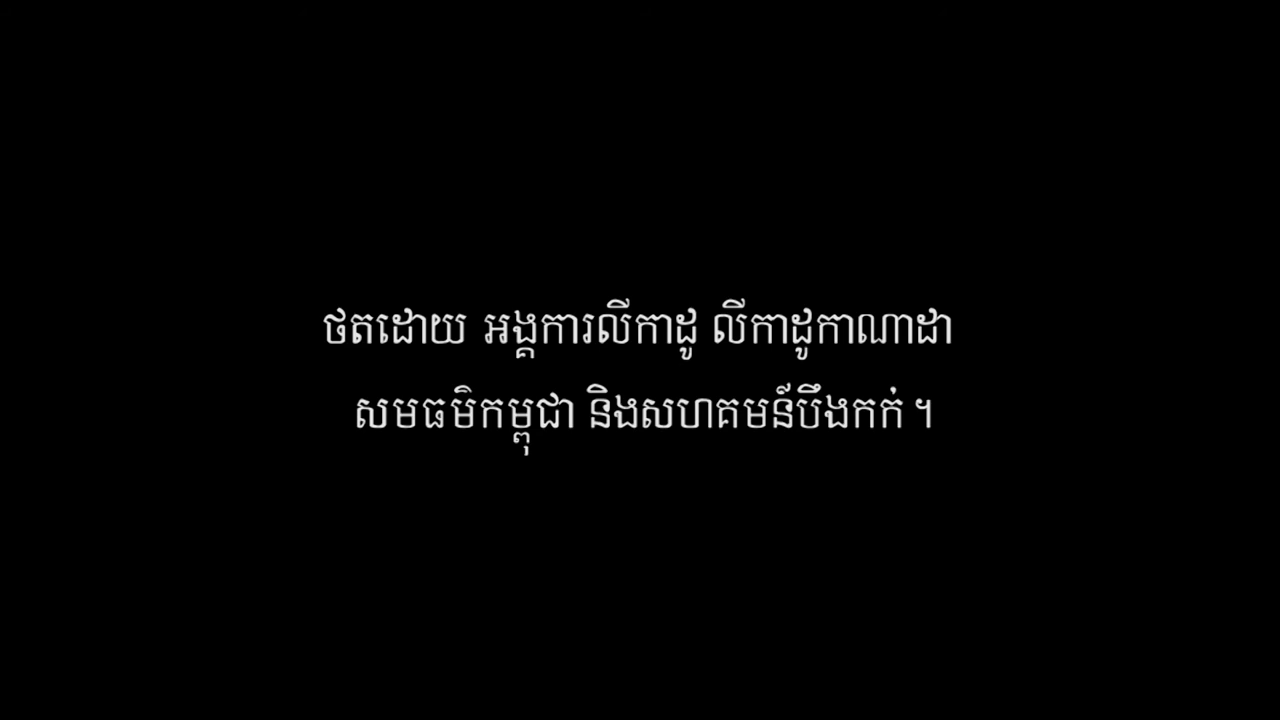 ថតដោយ អង្គការលីកាដូ លីកាដូកាណាដា
សមធម៌កម្ពុជា និងសហគមន៍បឹងកក់ ។